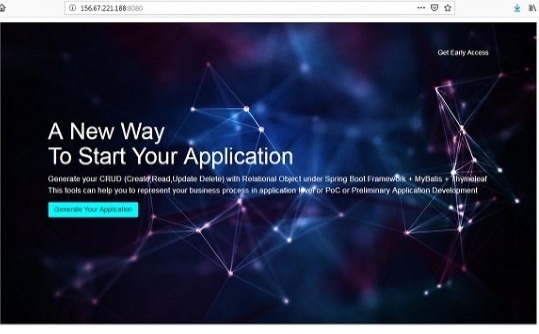 156.67.221.188:8080
Get Early Access
A New Way
To Start Your Application
Generate your CRUD (Create,Read,Update Delete) with Relational Object under Spring Boot Framework + MyBatis + Thymeleaf
This tools can help you to represent your business process in application level or PoC or Preliminary Application Development
Generate Your Application